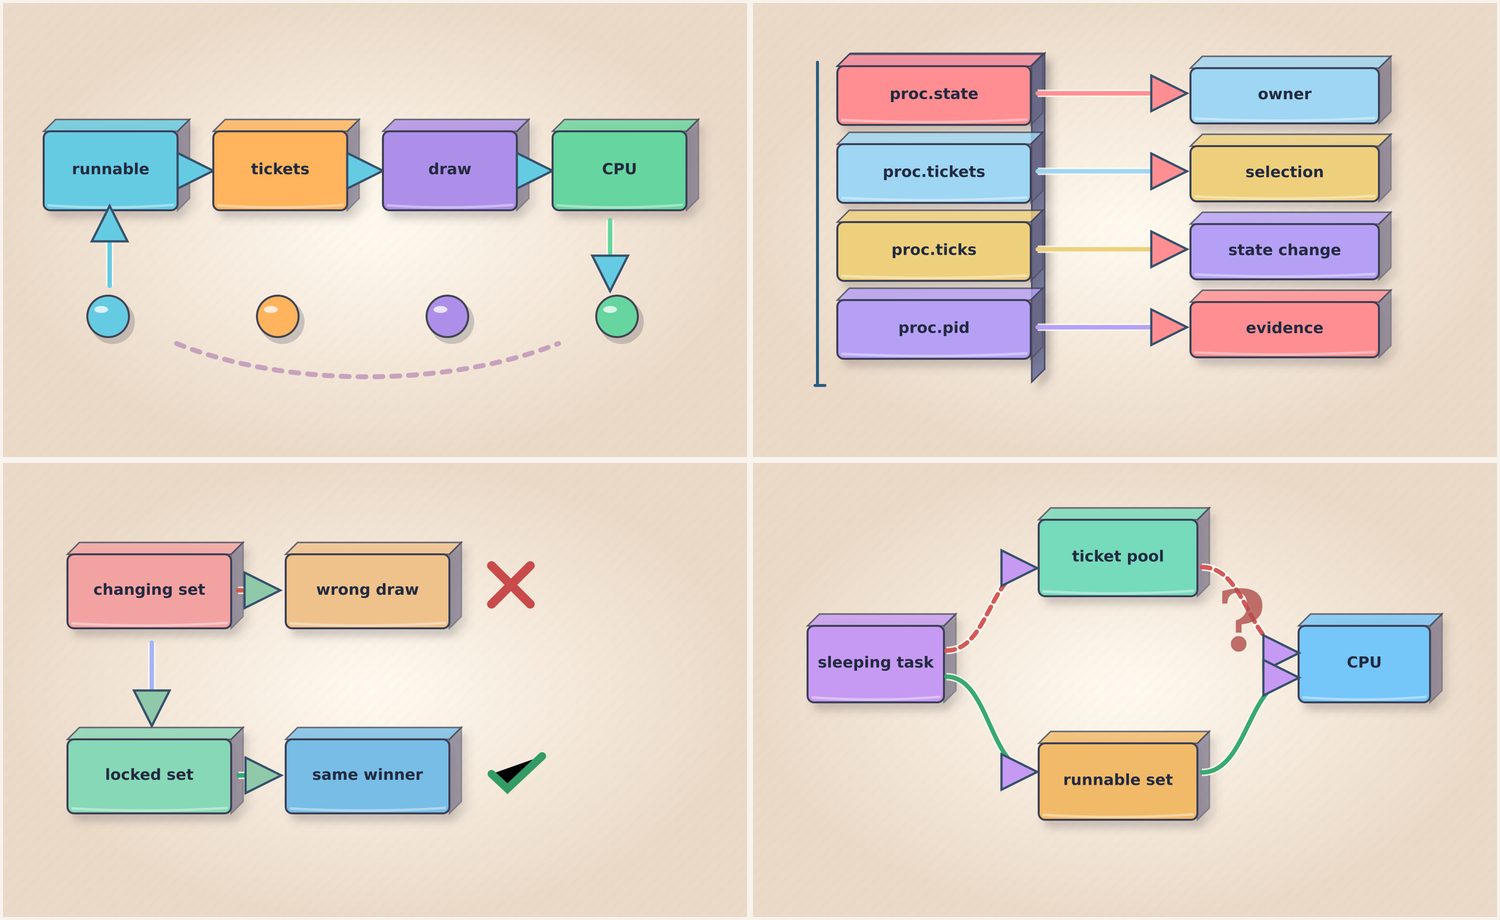 runnable
tickets
draw
CPU
proc.state
owner
proc.tickets
selection
proc.ticks
state change
proc.pid
evidence
changing set
wrong draw
locked set
same winner
ticket pool
?
sleeping task
CPU
runnable set